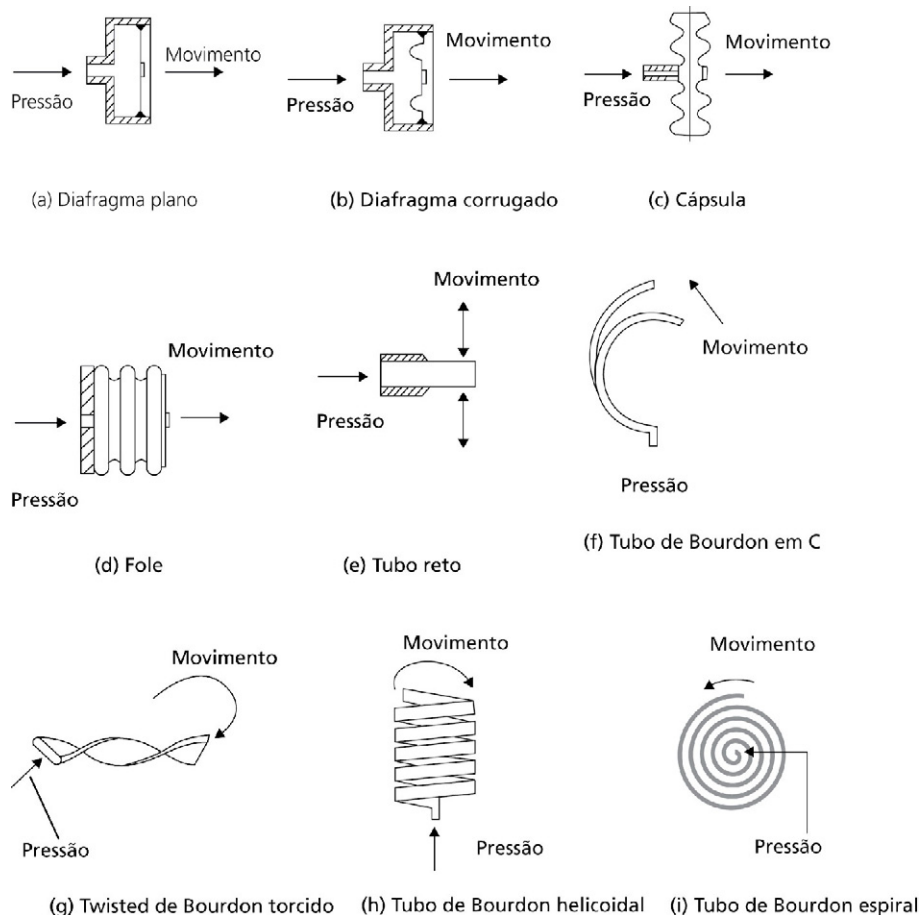 Movimento
Pressão
(a) Diafragma plano
Movimento
Pressão
(b) Diafragma corrugado
Movimento
Pressão
(c) Cápsula
Movimento
Pressão
(d) Fole
Movimento
Pressão
(e) Tubo reto
Movimento
Pressão
(f) Tubo de Bourdon em C
Movimento
Pressão
(g) Twisted de Bourdon torcido
Movimento
Pressão
(h) Tubo de Bourdon helicoidal
Movimento
Pressão
(i) Tubo de Bourdon espiral